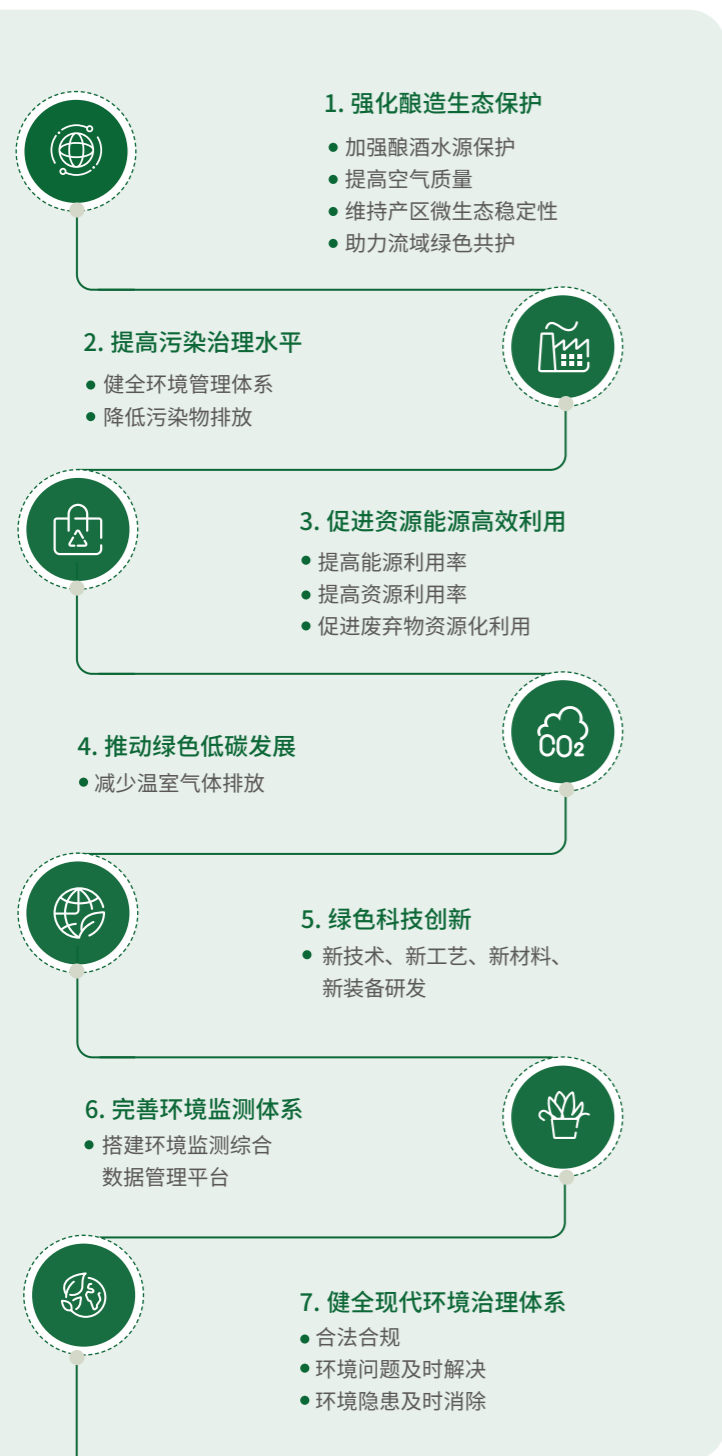 1. 强化酿造生态保护
● 加强酿酒水源保护
● 提高空气质量
● 维持产区微生态稳定性
● 助力流域绿色共护
2. 提高污染治理水平
● 健全环境管理体系
● 降低污染物排放
3. 促进资源能源高效利用
● 提高能源利用率
● 提高资源利用率
● 促进废弃物资源化利用
CO₂
4. 推动绿色低碳发展
● 减少温室气体排放
5. 绿色科技创新
● 新技术、新工艺、新材料、
新装备研发
6. 完善环境监测体系
● 搭建环境监测综合
数据管理平台
7. 健全现代环境治理体系
● 合法合规
● 环境问题及时解决
● 环境隐患及时消除